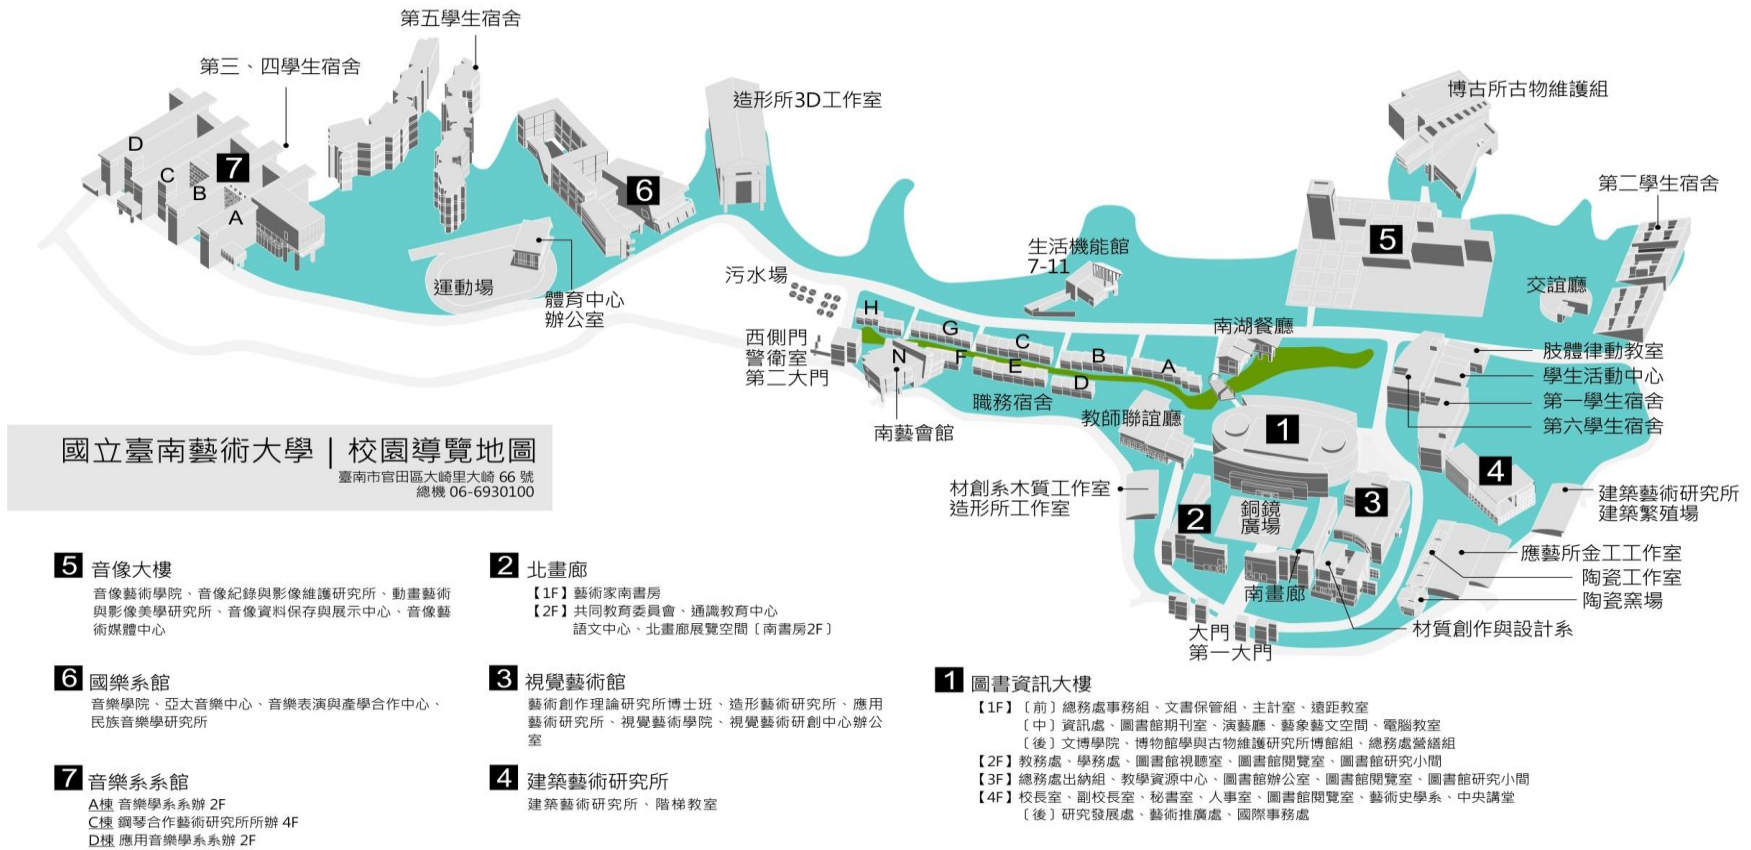 第五學生宿舍
第三、四學生宿舍
造形所3D工作室
博古所古物維護組
D
C
B
A
7
6
5
第二學生宿舍
生活機能館
7-11
運動場
體育中心
辦公室
污水場
交誼廳
H
G
C
B
A
N
F
E
D
南湖餐廳
西側門
警衛室
第二大門
肢體律動教室
學生活動中心
第一學生宿舍
第六學生宿舍
職務宿舍
南藝會館
教師聯誼廳
1
國立臺南藝術大學 | 校園導覽地圖
臺南市官田區大崎里大崎 66 號
總機 06-6930100
材創系木質工作室
造形所工作室
2
銅鏡
廣場
3
4
建築藝術研究所
建築繁殖場
應藝所金工工作室
陶瓷工作室
陶瓷窯場
南畫廊
材質創作與設計系
大門
第一大門
5 音像大樓
音像藝術學院、音像紀錄與影像維護研究所、動畫藝術
與影像美學研究所、音像資料保存與展示中心、音像藝
術媒體中心
6 國樂系館
音樂學院、亞太音樂中心、音樂表演與產學合作中心、
民族音樂學研究所
7 音樂系系館
A棟 音樂學系系辦 2F
C棟 鋼琴合作藝術研究所所辦 4F
D棟 應用音樂學系系辦 2F
2 北畫廊
【1F】藝術家南書房
【2F】共同教育委員會、通識教育中心
語文中心、北畫廊展覽空間〔南書房2F〕
3 視覺藝術館
藝術創作理論研究所博士班、造形藝術研究所、應用
藝術研究所、視覺藝術學院、視覺藝術研創中心辦公
室
4 建築藝術研究所
建築藝術研究所、階梯教室
1 圖書資訊大樓
【1F】〔前〕總務處事務組、文書保管組、主計室、遠距教室
〔中〕資訊處、圖書館期刊室、演藝廳、藝象藝文空間、電腦教室
〔後〕文博學院、博物館學與古物維護研究所博館組、總務處營繕組
【2F】教務處、學務處、圖書館視聽室、圖書館閱覽室、圖書館研究小間
【3F】總務處出納組、教學資源中心、圖書館辦公室、圖書館閱覽室、圖書館研究小間
【4F】校長室、副校長室、秘書室、人事室、圖書館閱覽室、藝術史學系、中央講堂
〔後〕研究發展處、藝術推廣處、國際事務處